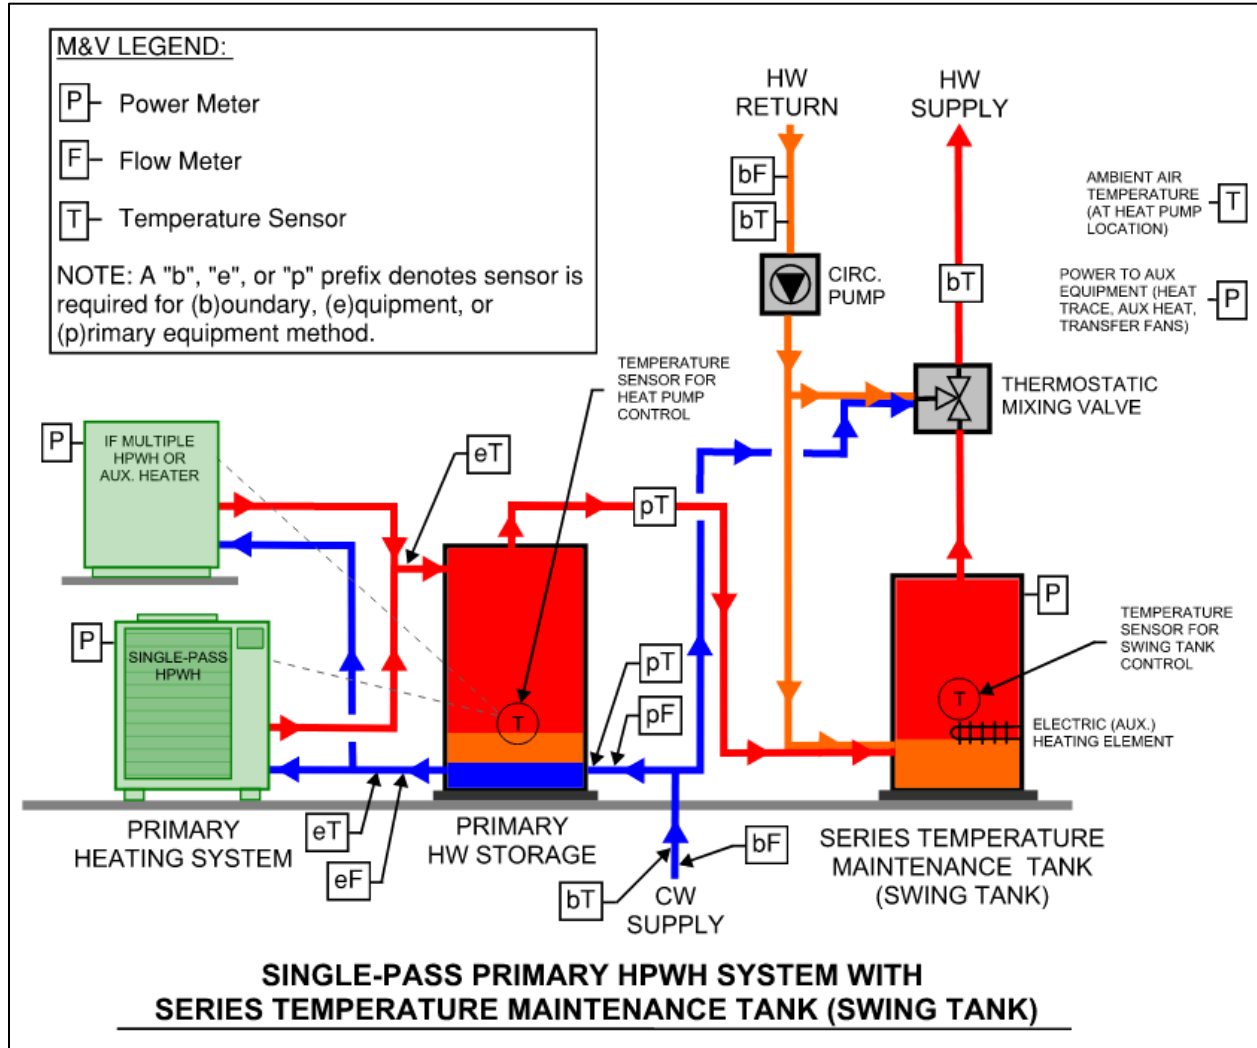 M&V LEGEND:
P Power Meter
F Flow Meter
T Temperature Sensor
NOTE: A "b", "e", or "p" prefix denotes sensor is
required for (b)oundary, (e)quipment, or
(p)rimary equipment method.
HW
RETURN
HW
SUPPLY
bF
bT
CIRC.
PUMP
bT
AMBIENT AIR
TEMPERATURE
(AT HEAT PUMP
LOCATION)
T
POWER TO AUX
EQUIPMENT (HEAT
TRACE, AUX HEAT,
TRANSFER FANS)
P
THERMOSTATIC
MIXING VALVE
TEMPERATURE
SENSOR FOR
HEAT PUMP
CONTROL
P
IF MULTIPLE
HPWH OR
AUX. HEATER
eT
pT
P
SINGLE-PASS
HPWH
T
pT
pF
P
T
TEMPERATURE
SENSOR FOR
SWING TANK
CONTROL
ELECTRIC (AUX.)
HEATING ELEMENT
PRIMARY
HEATING SYSTEM
eT
eF
PRIMARY
HW STORAGE
bT
bF
CW
SUPPLY
SERIES TEMPERATURE
MAINTENANCE TANK
(SWING TANK)
SINGLE-PASS PRIMARY HPWH SYSTEM WITH
SERIES TEMPERATURE MAINTENANCE TANK (SWING TANK)